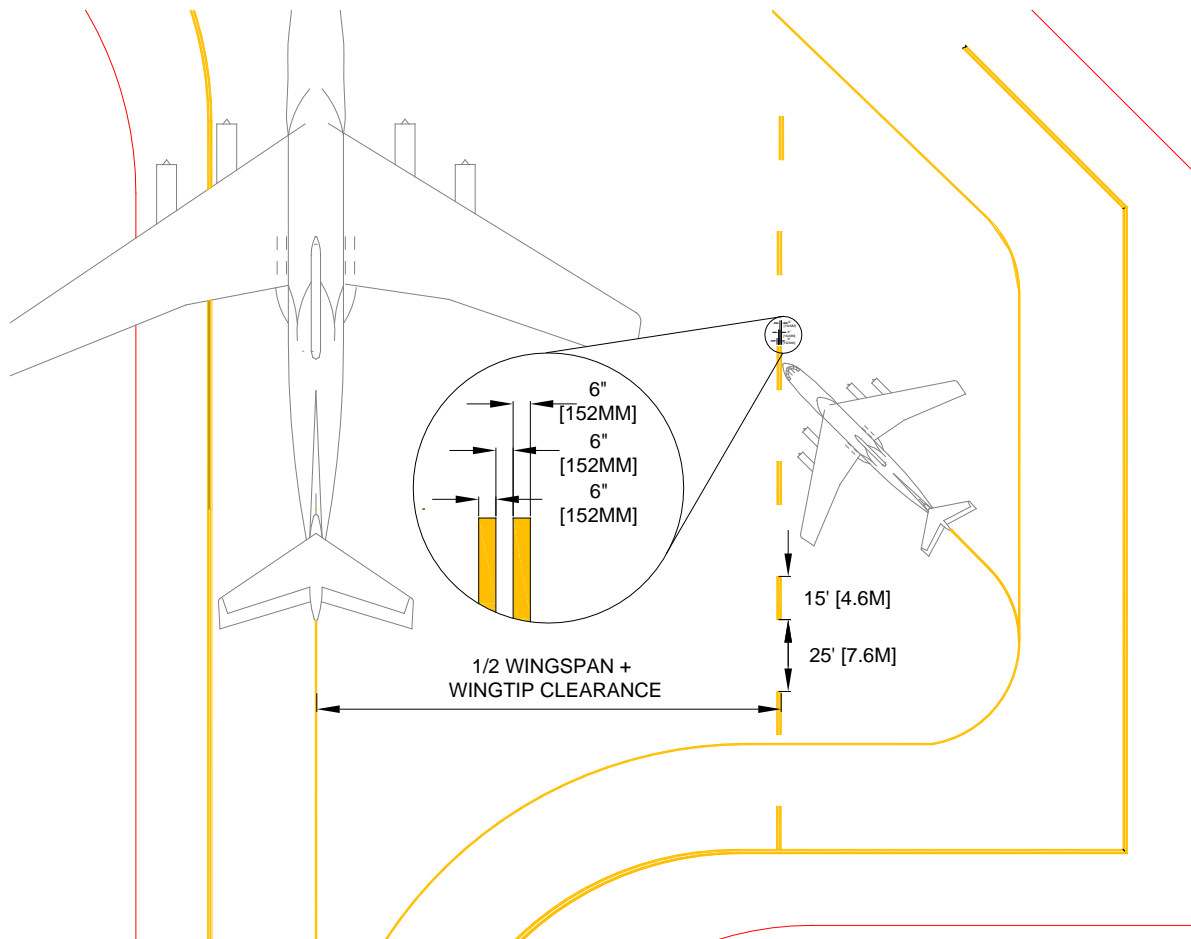 6"
[152MM]
6"
[152MM]
6"
[152MM]
15' [4.6M]
25' [7.6M]
1/2 WINGSPAN +
WINGTIP CLEARANCE